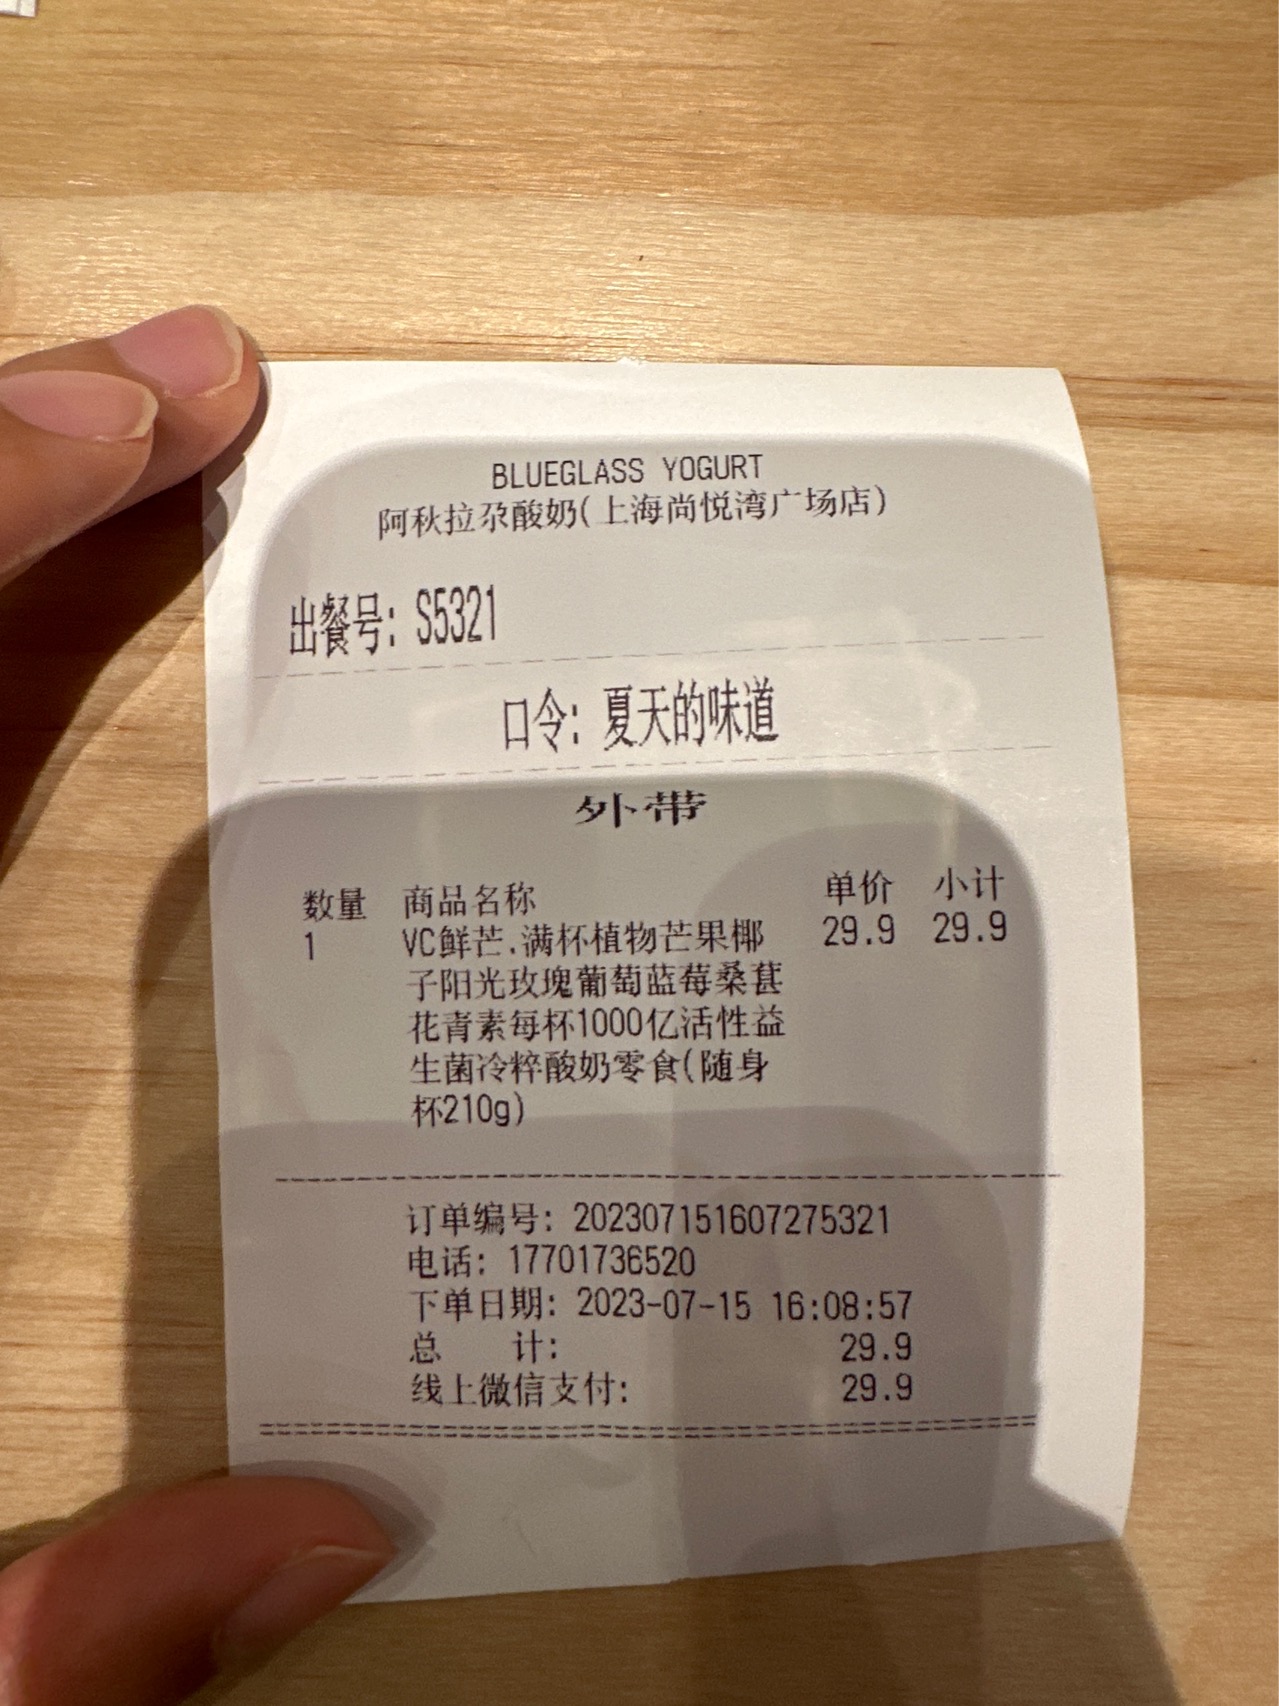 BLUEGLASS YOGURT
阿秋拉尕酸奶(上海尚悦湾广场店)
出餐号: S5321
口令: 夏天的味道
外带
数量 商品名称 单价 小计
1 VC鲜芒.满杯植物芒果椰 29.9 29.9
子阳光玫瑰葡萄蓝莓桑葚
花青素每杯1000亿活性益
生菌冷粹酸奶零食(随身
杯210g)
订单编号: 202307151607275321
电话: 17701736520
下单日期: 2023-07-15 16:08:57
总 计: 29.9
线上微信支付: 29.9